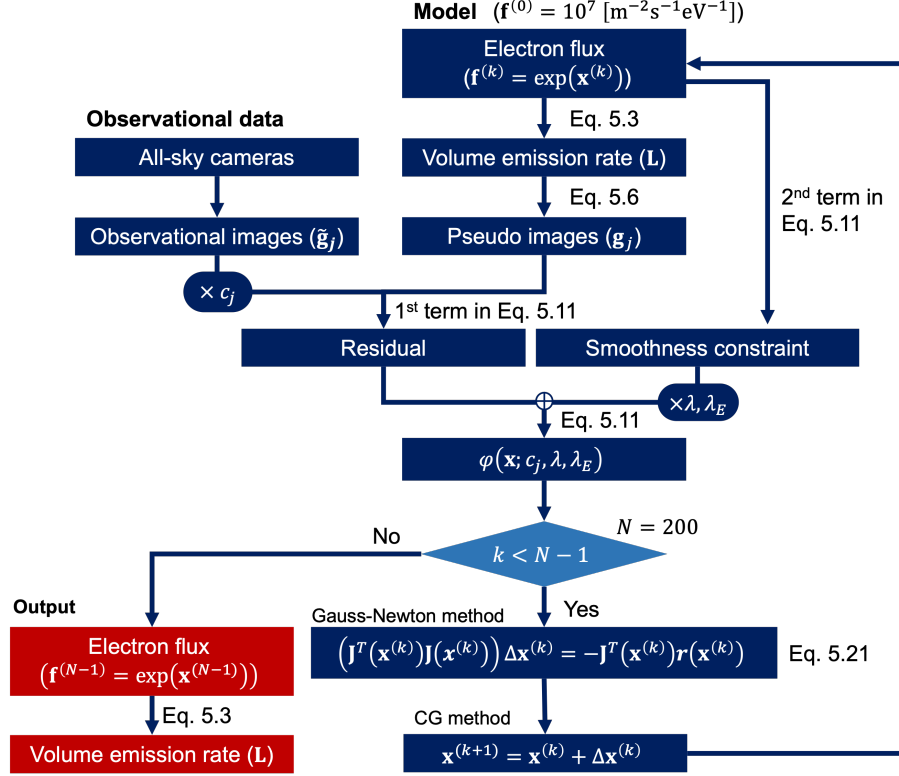 Model (𝐟⁽⁰⁾ = 10⁷ [m⁻²s⁻¹eV⁻¹])
Electron flux
(𝐟⁽ᵏ⁾ = exp(𝐱⁽ᵏ⁾))
Eq. 5.3
Volume emission rate (𝐋)
Eq. 5.6
Pseudo images (𝐠ⱼ)
2ⁿᵈ term in
Eq. 5.11
Observational data
All-sky cameras
Observational images (𝐠̃ⱼ)
× cⱼ
1ˢᵗ term in Eq. 5.11
Residual
Smoothness constraint
×λ, λ_E
Eq. 5.11
φ(𝐱; cⱼ, λ, λ_E)
N = 200
k < N − 1
No
Yes
Output
Electron flux
(𝐟⁽ᴺ⁻¹⁾ = exp(𝐱⁽ᴺ⁻¹⁾))
Eq. 5.3
Volume emission rate (𝐋)
Gauss-Newton method
(𝐉ᵀ(𝐱⁽ᵏ⁾)𝐉(𝒙⁽ᵏ⁾)) Δ𝐱⁽ᵏ⁾ = −𝐉ᵀ(𝐱⁽ᵏ⁾)𝒓(𝐱⁽ᵏ⁾)
Eq. 5.21
CG method
𝐱⁽ᵏ⁺¹⁾ = 𝐱⁽ᵏ⁾ + Δ𝐱⁽ᵏ⁾